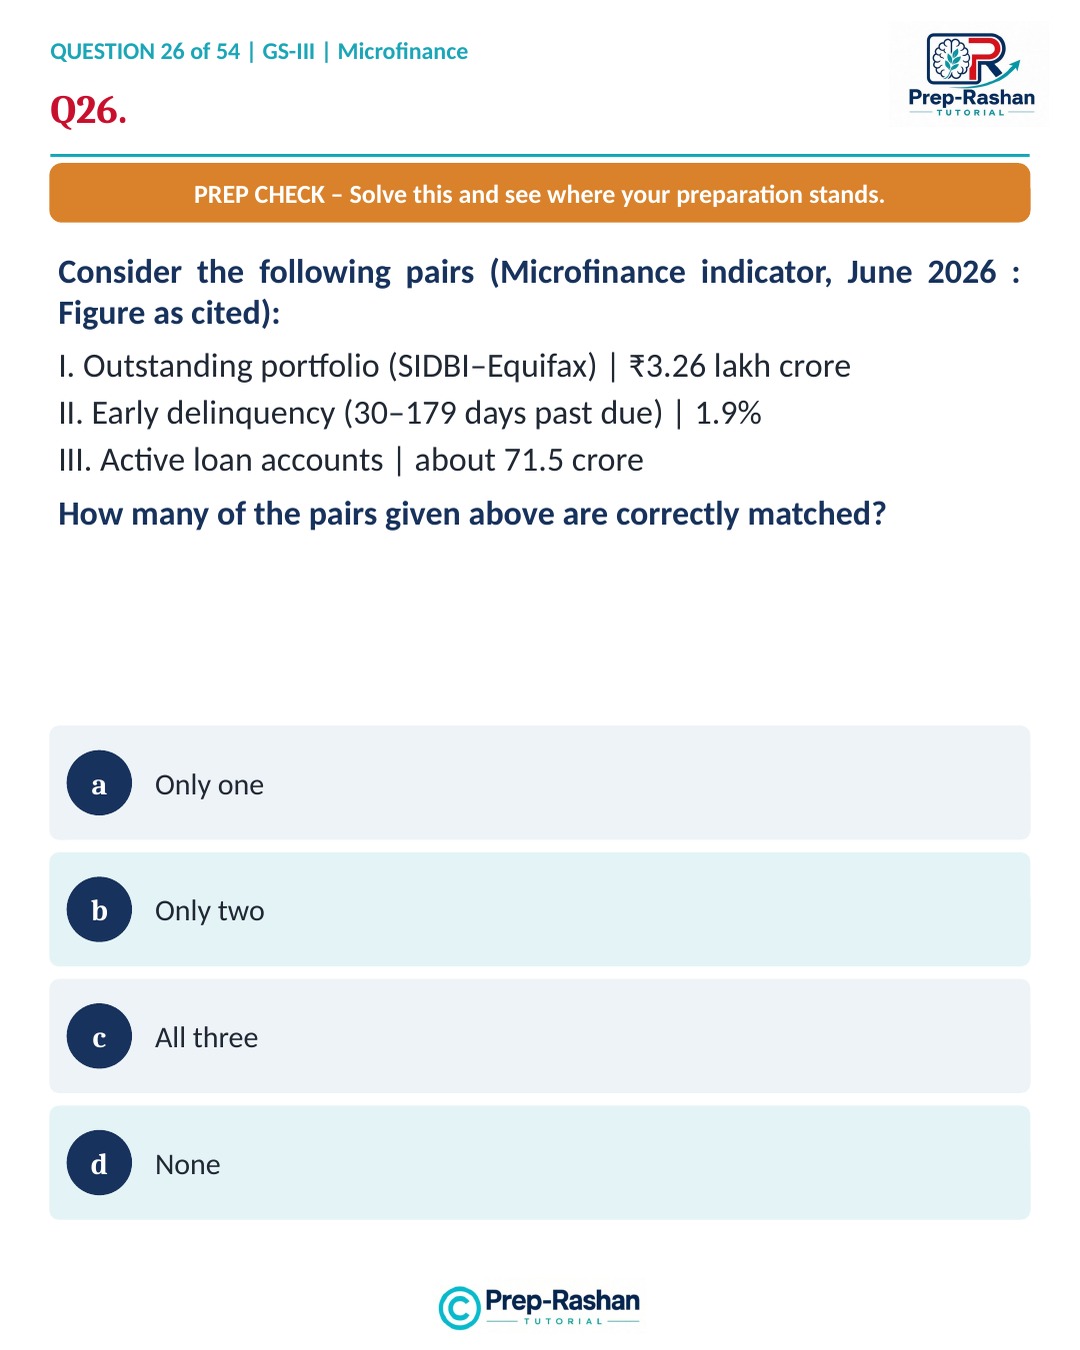 QUESTION 26 of 54 | GS-III | Microfinance
Q26.
Prep-Rashan
TUTORIAL
PREP CHECK – Solve this and see where your preparation stands.
Consider the following pairs (Microfinance indicator, June 2026 :
Figure as cited):
I. Outstanding portfolio (SIDBI–Equifax) | ₹3.26 lakh crore
II. Early delinquency (30–179 days past due) | 1.9%
III. Active loan accounts | about 71.5 crore
How many of the pairs given above are correctly matched?
a Only one
b Only two
c All three
d None
© Prep-Rashan
TUTORIAL